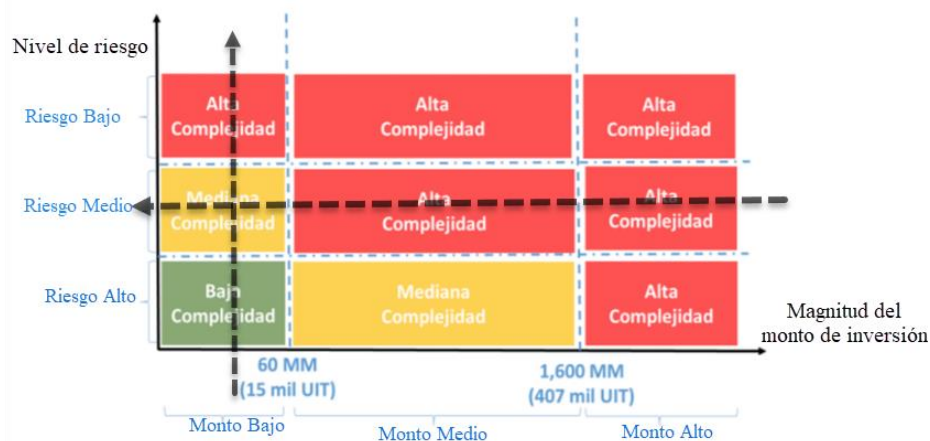 Nivel de riesgo
Riesgo Bajo
Alta
Complejidad
Alta
Complejidad
Alta
Complejidad
Riesgo Medio
Mediana
Complejidad
Alta
Complejidad
Alta
Complejidad
Riesgo Alto
Baja
Complejidad
Mediana
Complejidad
Alta
Complejidad
Magnitud del
monto de inversión
60 MM
(15 mil UIT)
1,600 MM
(407 mil UIT)
Monto Bajo
Monto Medio
Monto Alto